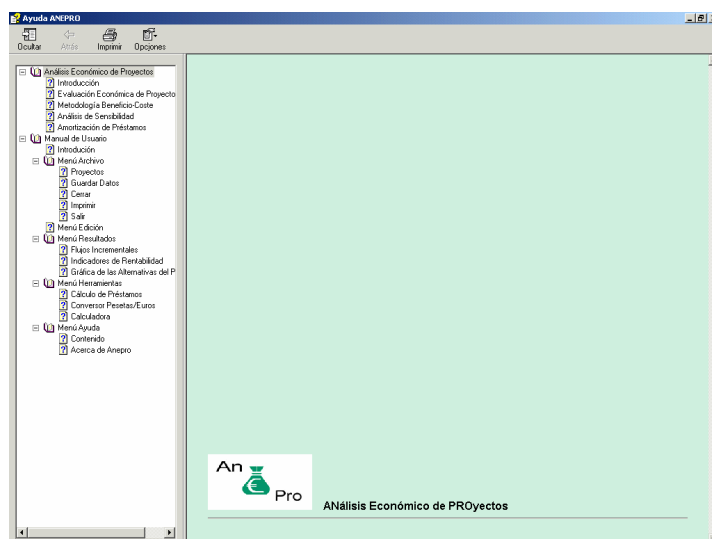 Ayuda ANEPRO
Ocultar Atrás Imprimir Opciones
Análisis Económico de Proyectos
Introducción
Evaluación Económica de Proyecto
Metodología Beneficio-Coste
Análisis de Sensibilidad
Amortización de Préstamos
Manual de Usuario
Introdución
Menú Archivo
Proyectos
Guardar Datos
Cerrar
Imprimir
Salir
Menú Edición
Menú Resultados
Flujos Incrementales
Indicadores de Rentabilidad
Gráfica de las Alternativas del P
Menú Herramientas
Cálculo de Préstamos
Conversor Pesetas/Euros
Calculadora
Menú Ayuda
Contenido
Acerca de Anepro
An
€
Pro
ANálisis Económico de PROyectos